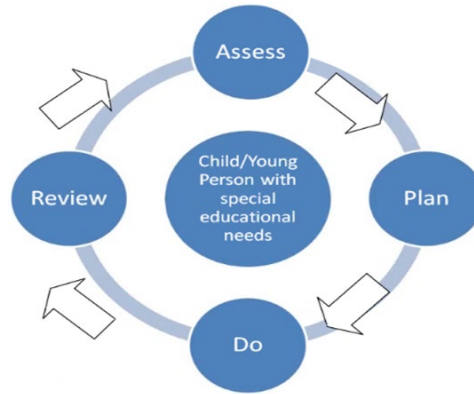 Assess
Child/Young
Person with
special
educational
needs
Review
Plan
Do